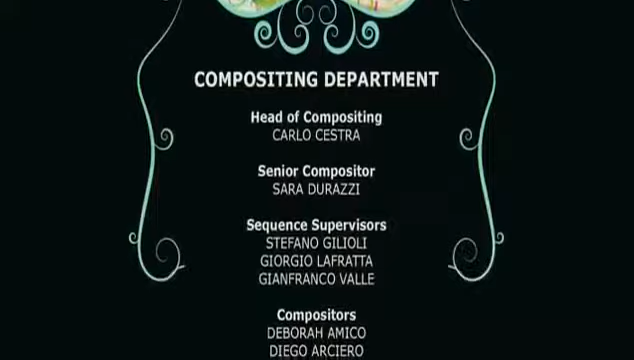 COMPOSITING DEPARTMENT
Head of Compositing
CARLO CESTRA
Senior Compositor
SARA DURAZZI
Sequence Supervisors
STEFANO GILIOLI
GIORGIO LAFRATTA
GIANFRANCO VALLE
Compositors
DEBORAH AMICO
DIEGO ARCIERO